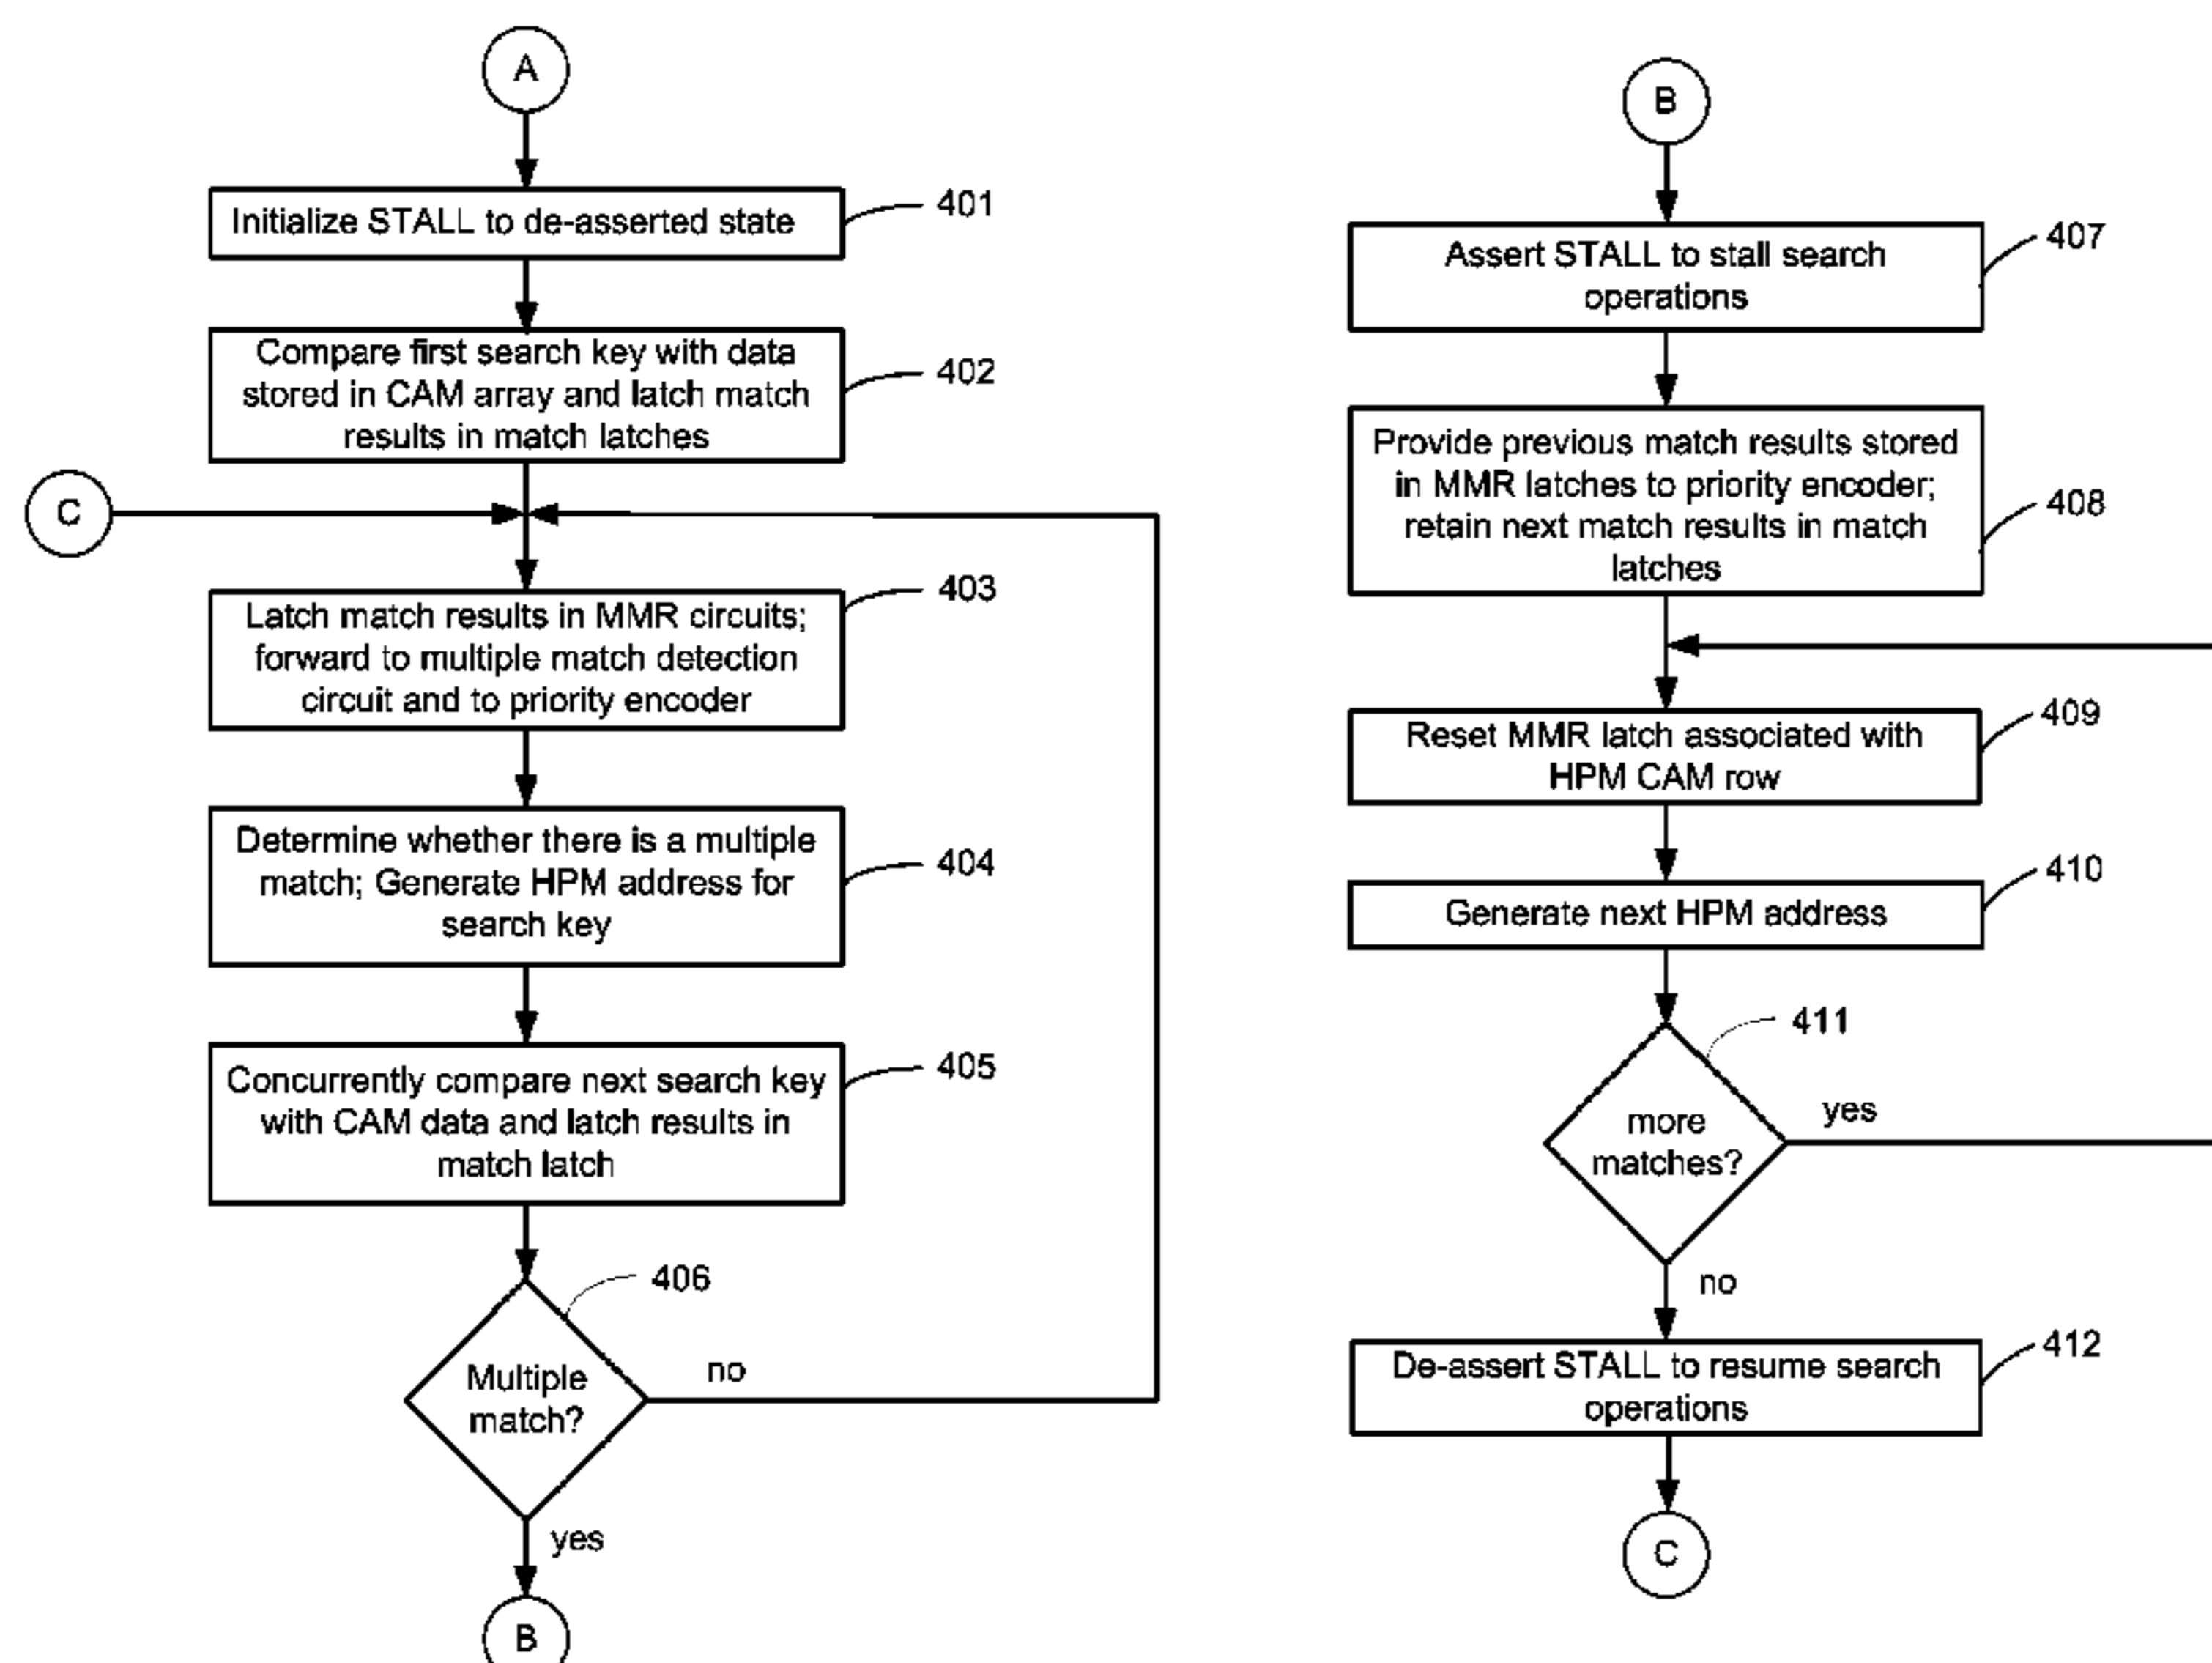 A
Initialize STALL to de-asserted state
401
Compare first search key with data
stored in CAM array and latch match
results in match latches
402
C
Latch match results in MMR circuits;
forward to multiple match detection
circuit and to priority encoder
403
Determine whether there is a multiple
match; Generate HPM address for
search key
404
Concurrently compare next search key
with CAM data and latch results in
match latch
405
406
Multiple
match?
no
yes
B
B
Assert STALL to stall search
operations
407
Provide previous match results stored
in MMR latches to priority encoder;
retain next match results in match
latches
408
Reset MMR latch associated with
HPM CAM row
409
Generate next HPM address
410
411
more
matches?
yes
no
De-assert STALL to resume search
operations
412
C